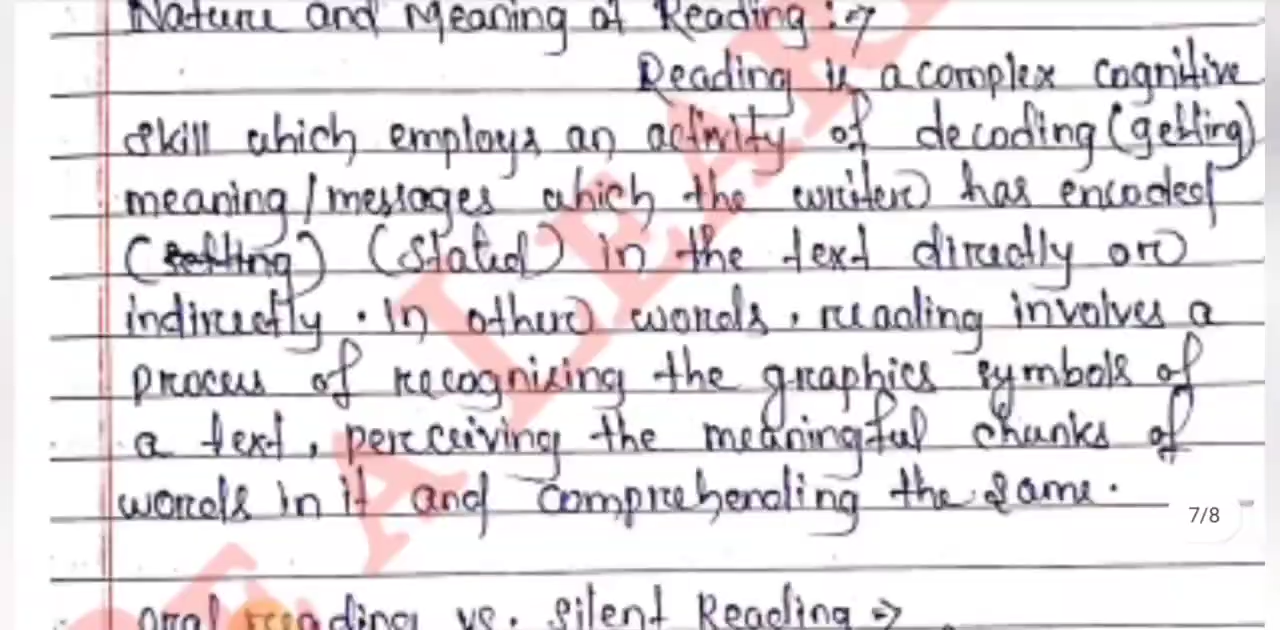 Nature and Meaning of Reading :→
Reading is a complex cognitive
skill which employs an activity of decoding (getting)
meaning / messages which the writer has encoded
(setting) (stated) in the text directly or
indirectly. In other words, reading involves a
process of recognizing the graphics symbols of
a text, perceiving the meaningful chunks of
words in it and comprehending the same.
7/8
Oral reading vs. Silent Reading →